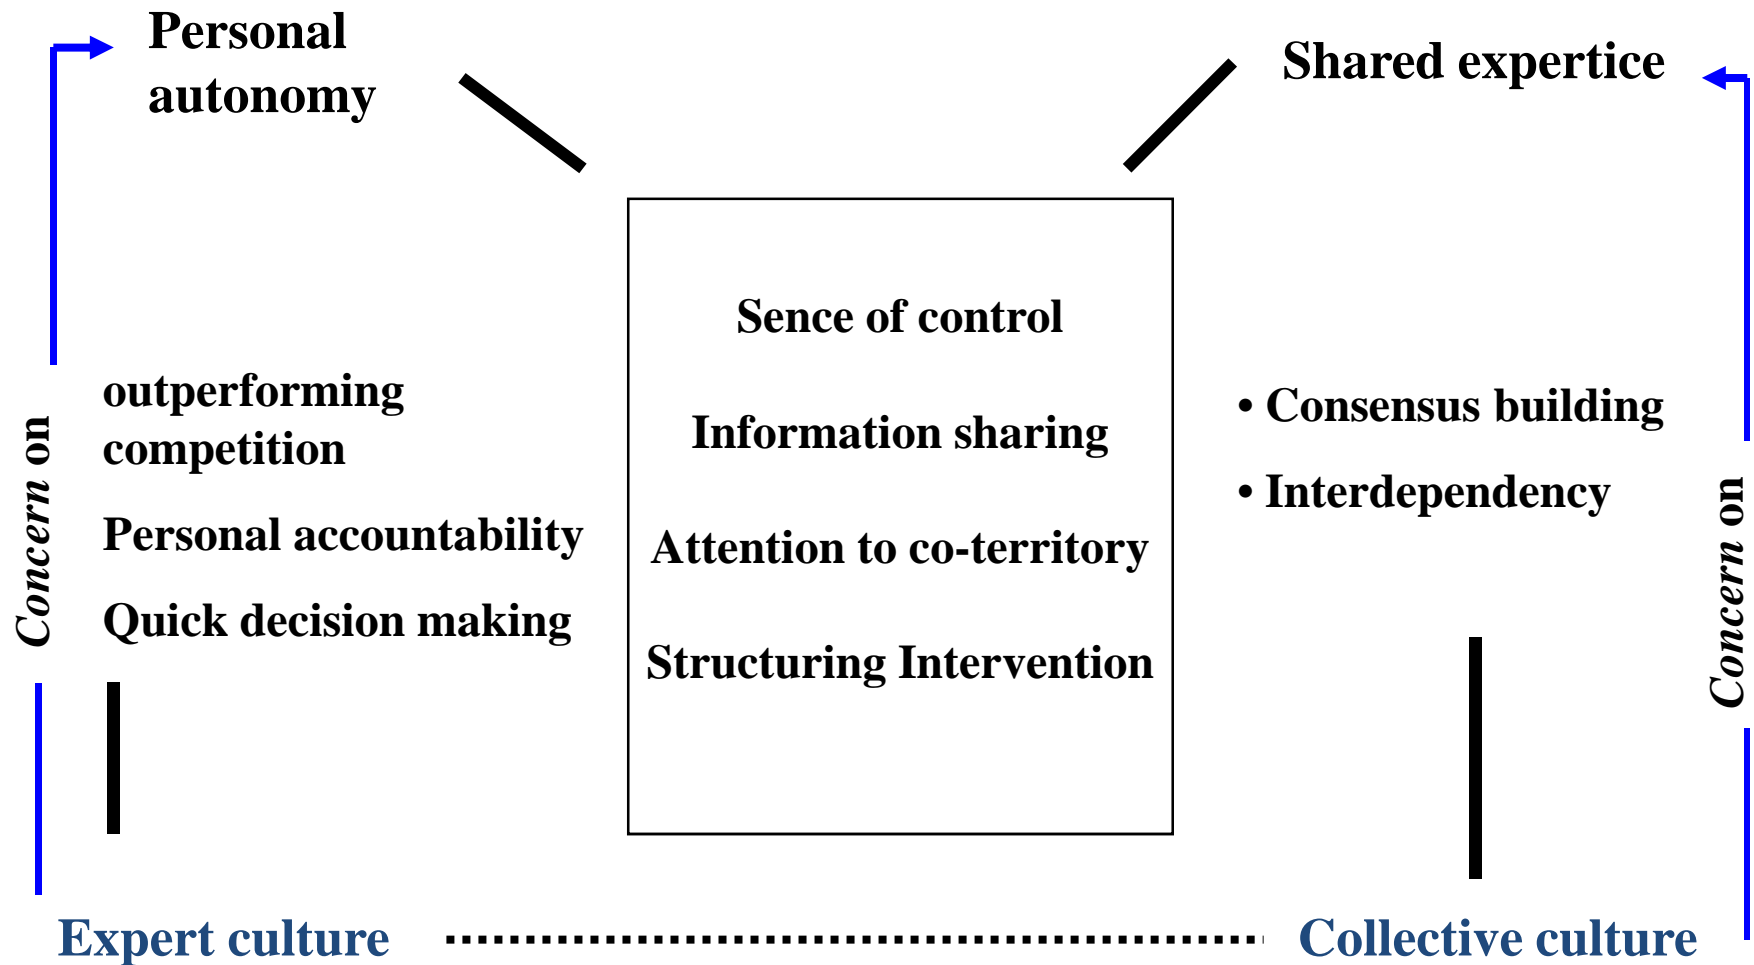 Personal
autonomy
Shared expertice
Concern on
outperforming
competition
Personal accountability
Quick decision making
Sence of control
Information sharing
Attention to co-territory
Structuring Intervention
• Consensus building
• Interdependency
Concern on
Expert culture
Collective culture